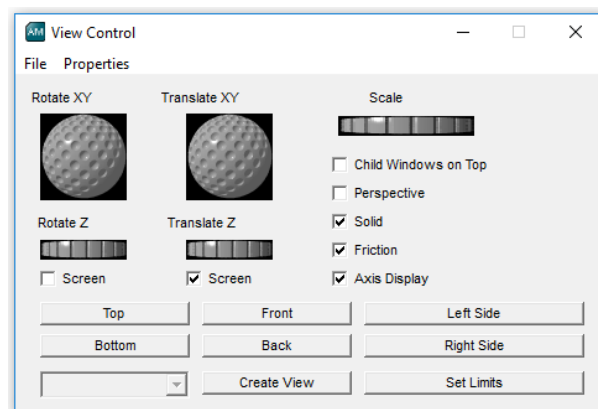 AM View Control
File Properties
Rotate XY Translate XY Scale
Child Windows on Top
Perspective
Rotate Z Translate Z Solid
Friction
Screen Screen Axis Display
Top Front Left Side
Bottom Back Right Side
Create View Set Limits